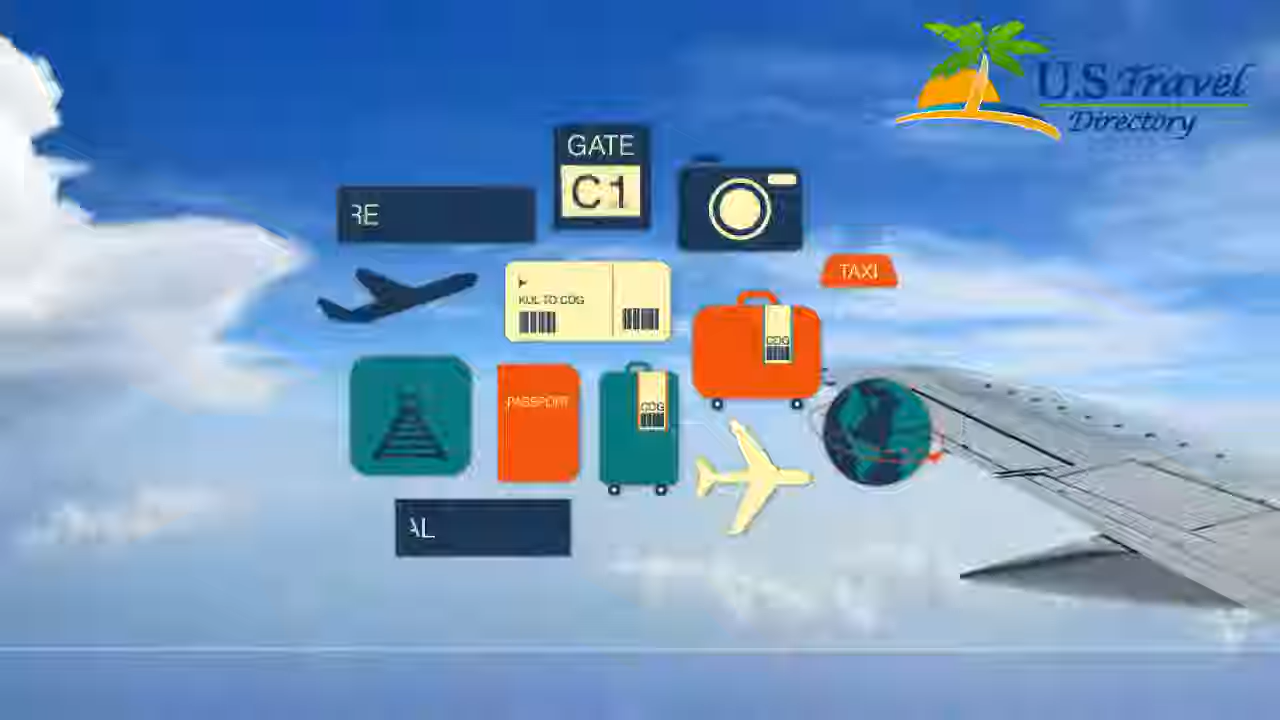 U.S Travel
Directory
GATE
C1
RE
TAXI
KUL TO CDG
CDG
PASSPORT
CDG
AL